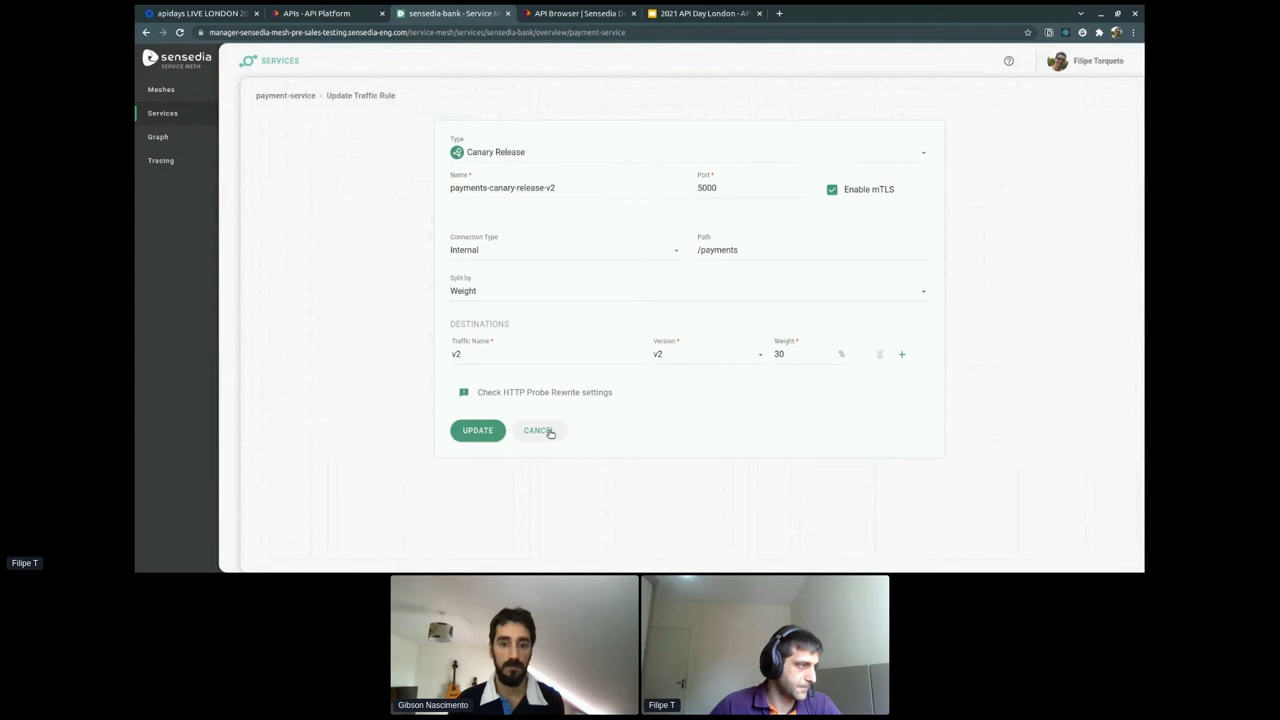 apidays LIVE LONDON 20
APIs - API Platform
sensedia-bank - Service M
API Browser | Sensedia De
2021 API Day London - AP
manager-sensedia-mesh-pre-sales-testing.sensedia-eng.com/service-mesh/services/sensedia-bank/overview/payment-service
sensedia
SERVICE MESH
SERVICES
Filipe Torqueto
Meshes
Services
Graph
Tracing
payment-service
Update Traffic Rule
Type
Canary Release
Name *
payments-canary-release-v2
Port *
5000
Enable mTLS
Connection Type
Internal
Path
/payments
Split by
Weight
DESTINATIONS
Traffic Name *
v2
Version *
v2
Weight *
30
%
Check HTTP Probe Rewrite settings
UPDATE
CANCEL
Filipe T
Gibson Nascimento
Filipe T